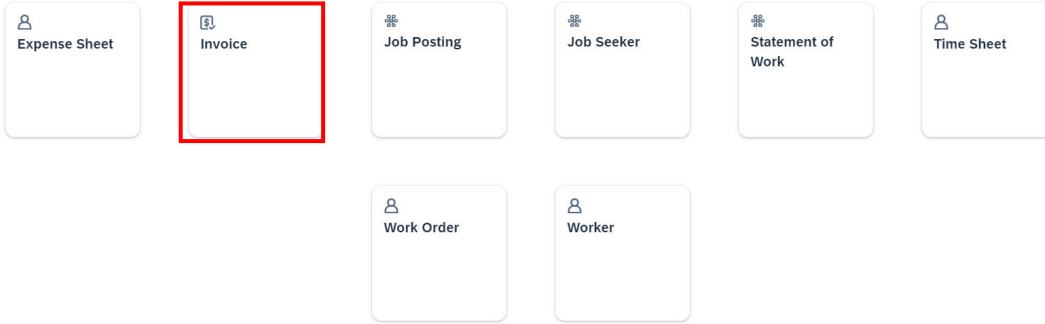 Expense Sheet
Invoice
Job Posting
Job Seeker
Statement of
Work
Time Sheet
Work Order
Worker